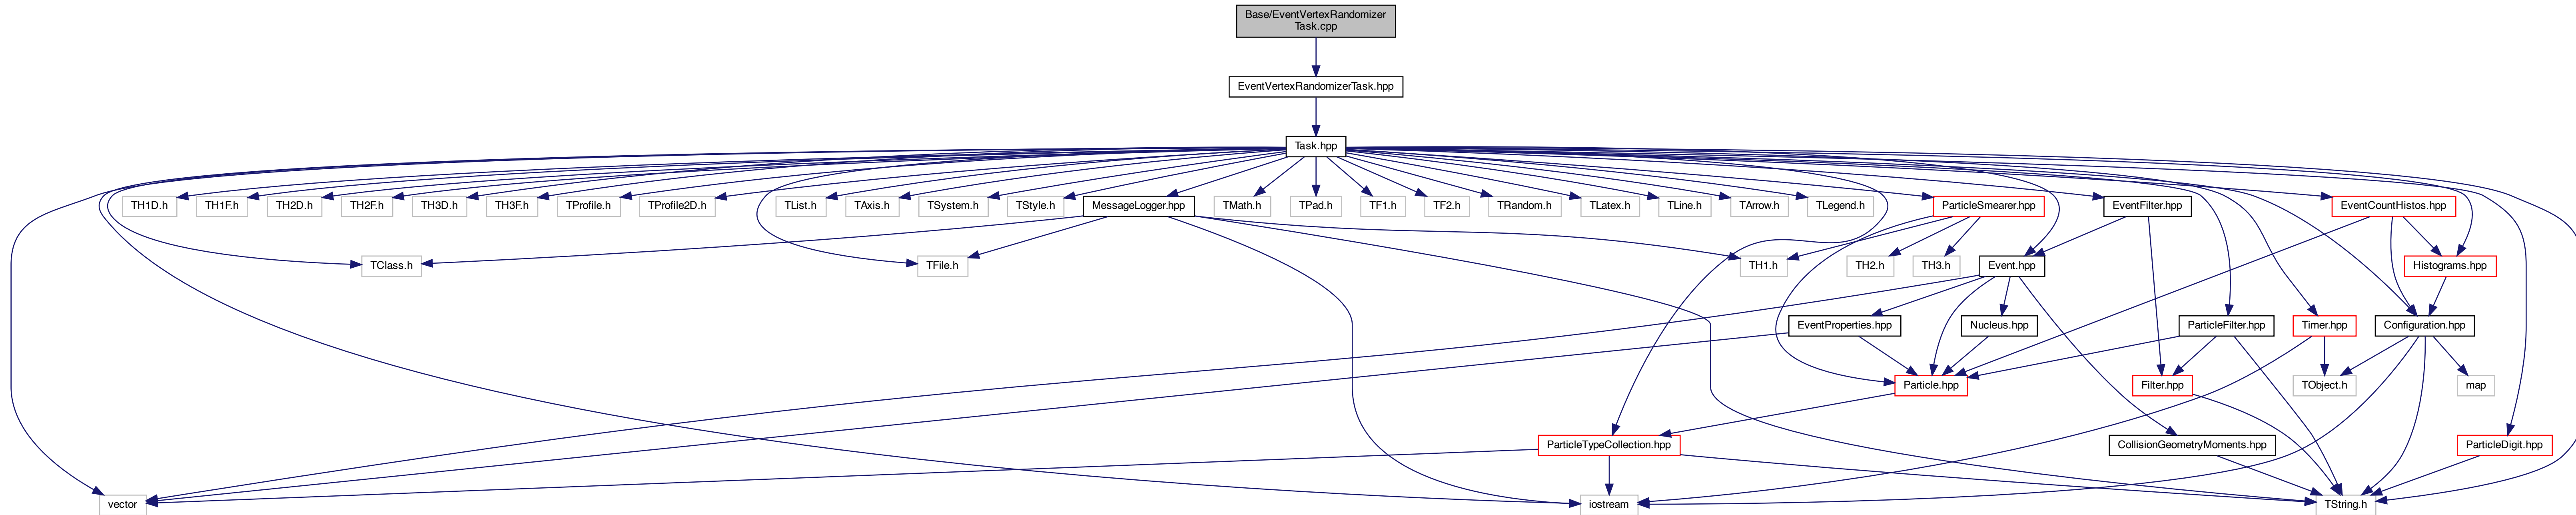 Base/EventVertexRandomizer
Task.cpp
EventVertexRandomizerTask.hpp
Task.hpp
TH1D.h
TH1F.h
TH2D.h
TH2F.h
TH3D.h
TH3F.h
TProfile.h
TProfile2D.h
TList.h
TAxis.h
TSystem.h
TStyle.h
MessageLogger.hpp
TMath.h
TPad.h
TF1.h
TF2.h
TRandom.h
TLatex.h
TLine.h
TArrow.h
TLegend.h
ParticleSmearer.hpp
EventFilter.hpp
EventCountHistos.hpp
TClass.h
TFile.h
TH1.h
TH2.h
TH3.h
Event.hpp
Histograms.hpp
EventProperties.hpp
Nucleus.hpp
ParticleFilter.hpp
Timer.hpp
Configuration.hpp
Particle.hpp
Filter.hpp
TObject.h
map
ParticleTypeCollection.hpp
CollisionGeometryMoments.hpp
ParticleDigit.hpp
vector
iostream
TString.h